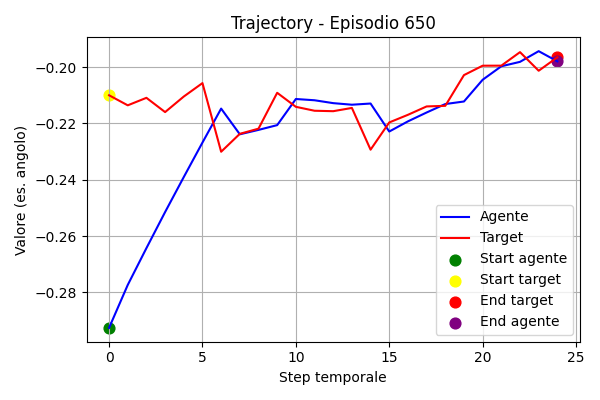 Trajectory - Episodio 650
Valore (es. angolo)
−0.20
−0.22
−0.24
−0.26
−0.28
0
5
10
15
20
25
Step temporale
Agente
Target
Start agente
Start target
End target
End agente